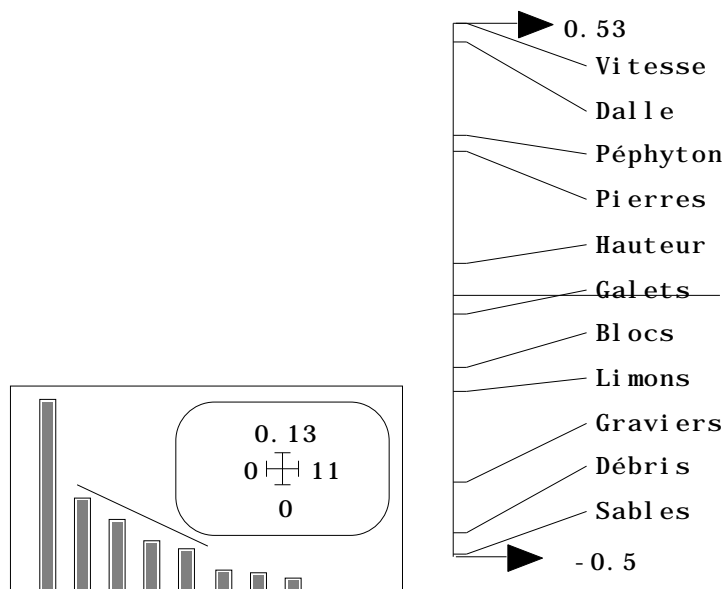 0.53
Vitesse
Dalle
Péphyton
Pierres
Hauteur
Galets
Blocs
Limons
Graviers
Débris
Sables
-0.5
0.13
0 11
0